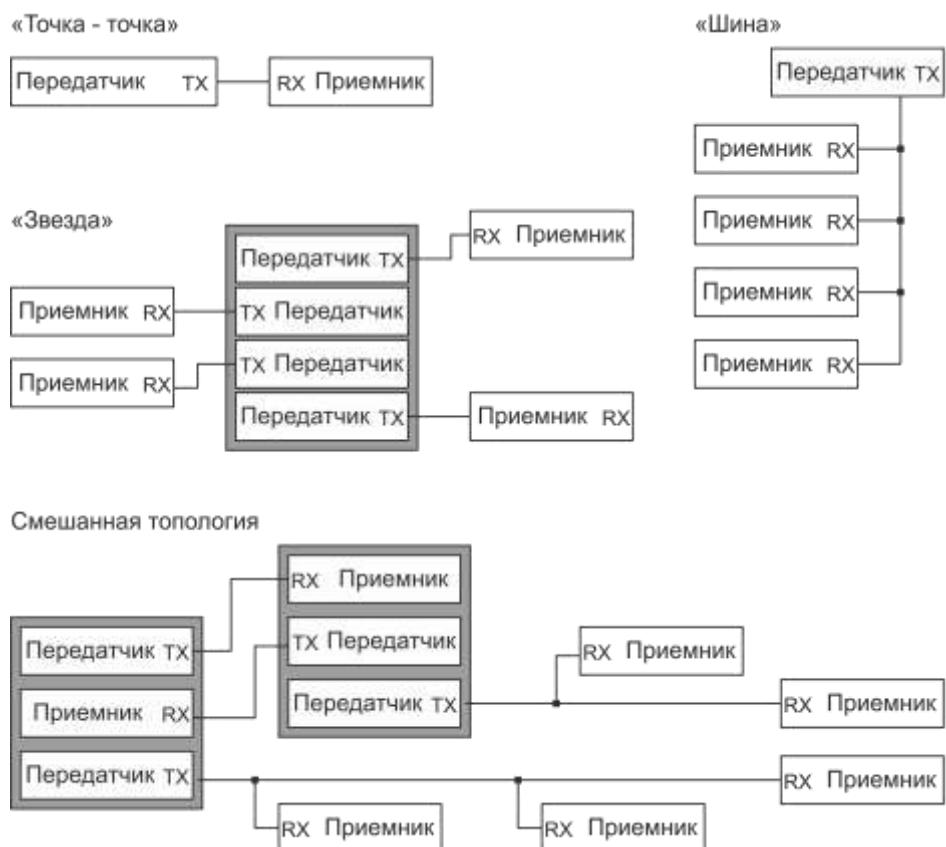 «Точка - точка»
Передатчик TX
RX Приемник
«Шина»
Передатчик TX
Приемник RX
Приемник RX
Приемник RX
Приемник RX
«Звезда»
Передатчик TX
RX Приемник
Приемник RX
TX Передатчик
Приемник RX
TX Передатчик
Передатчик TX
Приемник RX
Смешанная топология
RX Приемник
Передатчик TX
TX Передатчик
RX Приемник
Приемник RX
Передатчик TX
RX Приемник
Передатчик TX
RX Приемник
RX Приемник
RX Приемник